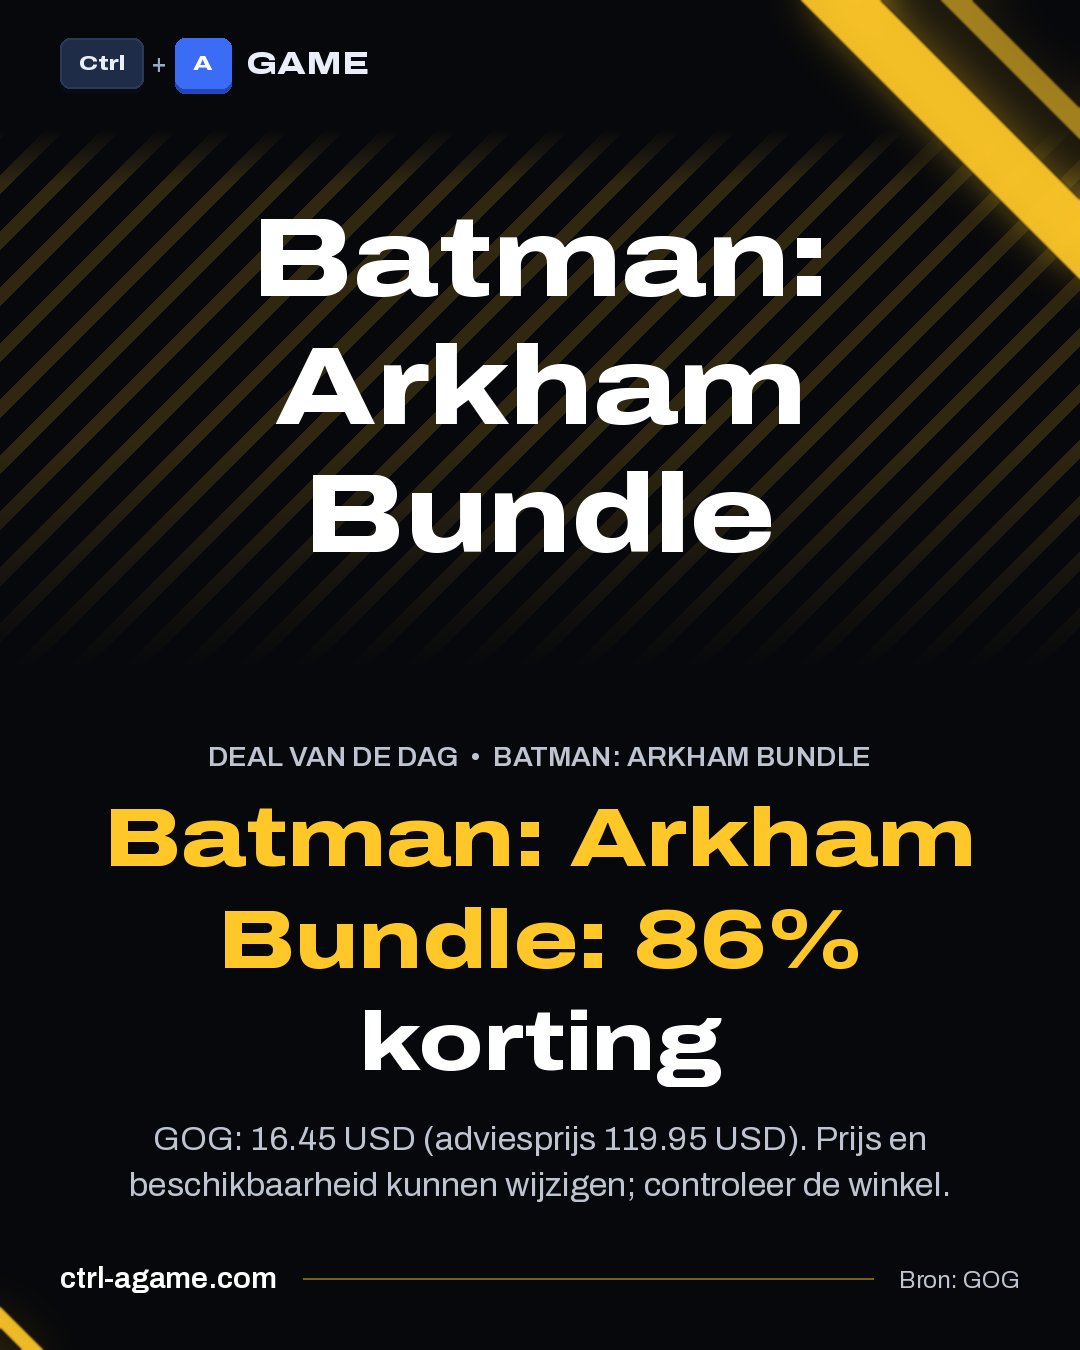 Ctrl + A GAME
Batman:
Arkham
Bundle
DEAL VAN DE DAG • BATMAN: ARKHAM BUNDLE
Batman: Arkham
Bundle: 86%
korting
GOG: 16.45 USD (adviesprijs 119.95 USD). Prijs en
beschikbaarheid kunnen wijzigen; controleer de winkel.
ctrl-agame.com
Bron: GOG